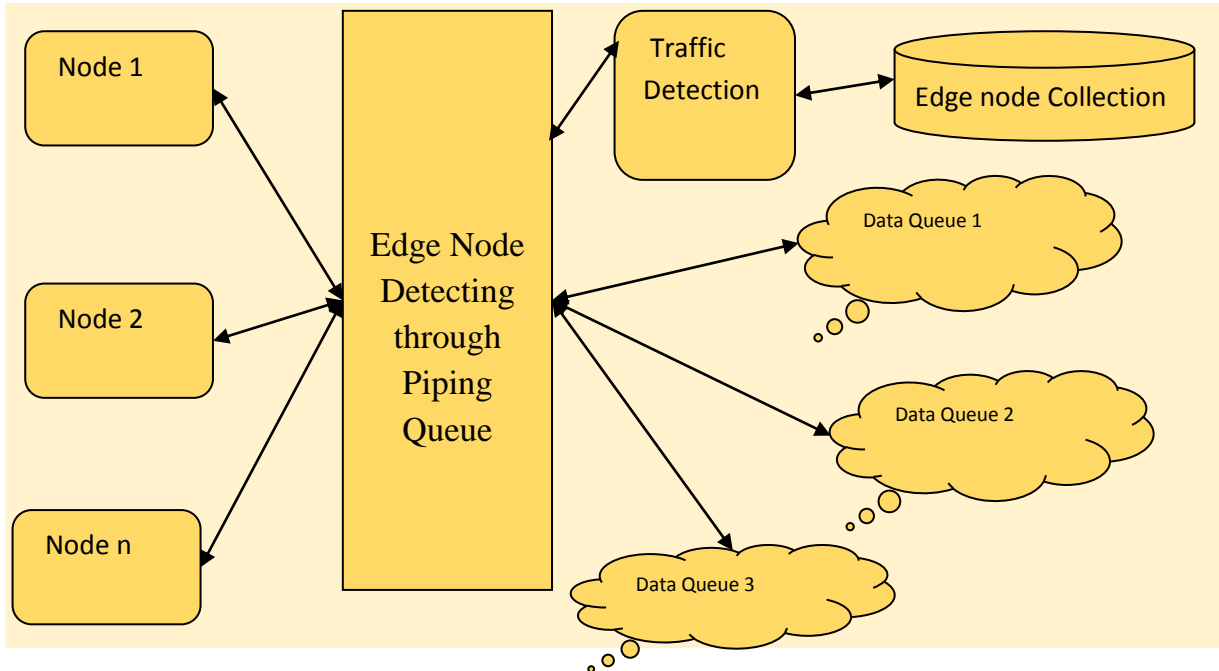 Node 1
Node 2
Node n
Edge Node
Detecting
through
Piping
Queue
Traffic
Detection
Edge node Collection
Data Queue 1
Data Queue 2
Data Queue 3